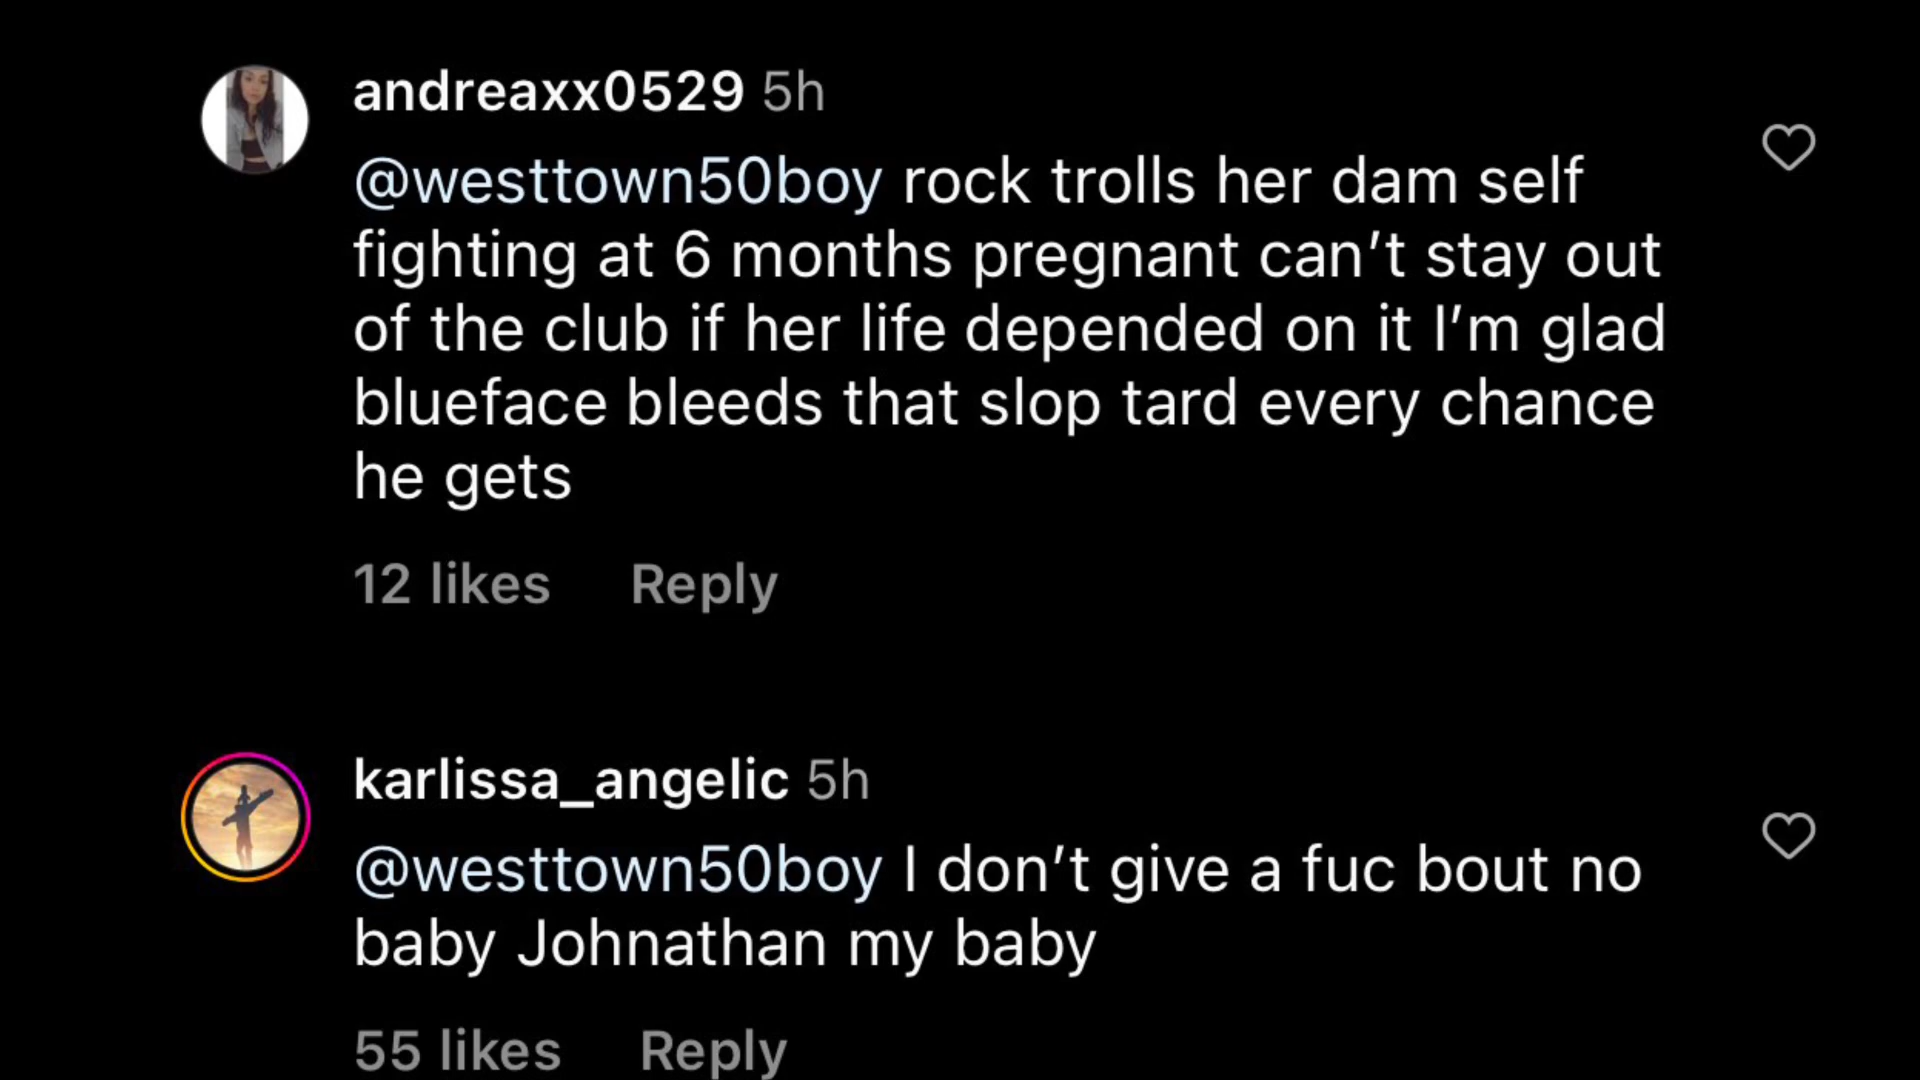 andreaxx0529 5h
@westtown50boy rock trolls her dam self
fighting at 6 months pregnant can’t stay out
of the club if her life depended on it I’m glad
blueface bleeds that slop tard every chance
he gets
12 likes Reply
karlissa_angelic 5h
@westtown50boy I don’t give a fuc bout no
baby Johnathan my baby
55 likes Reply